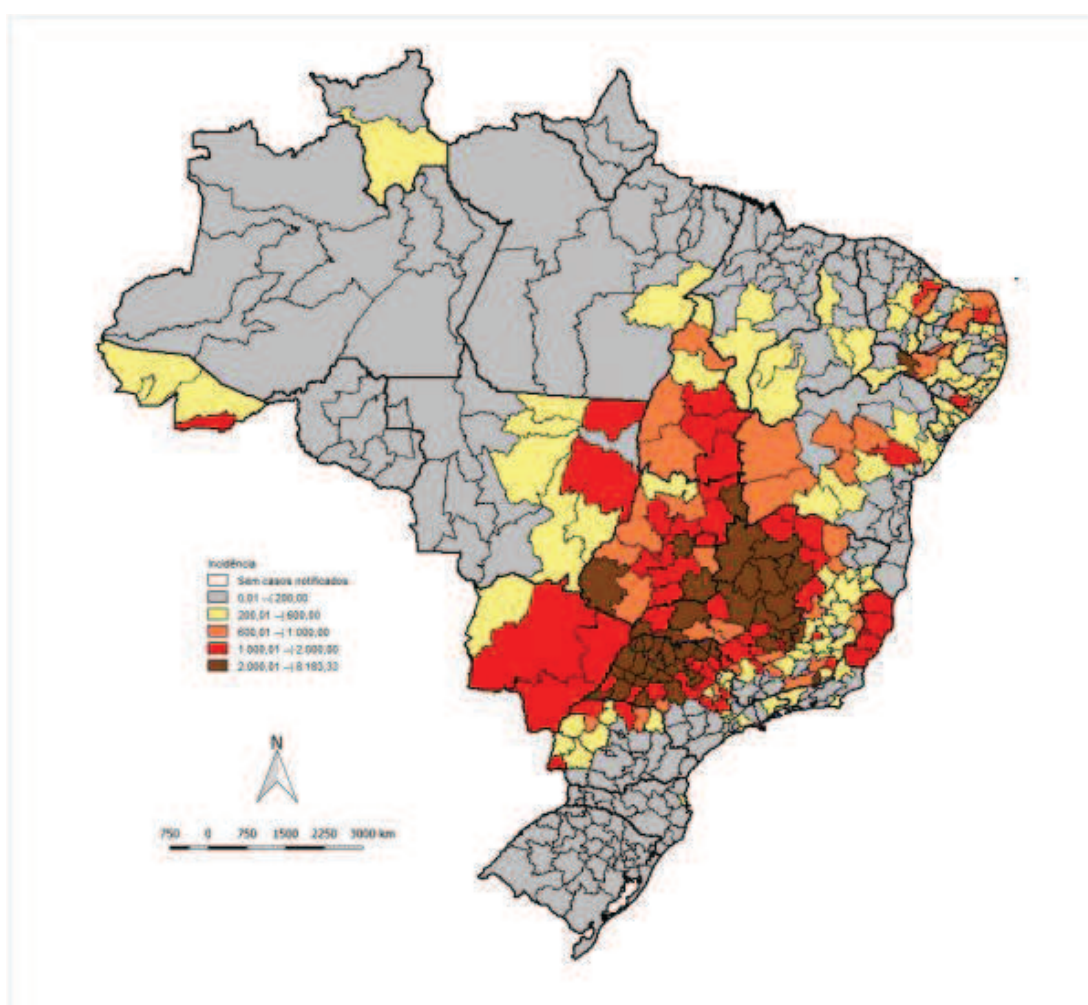 Incidência
Sem casos notificados
0,01 --| 200,00
200,01 --| 600,00
600,01 --| 1.000,00
1.000,01 --| 2.000,00
2.000,01 --| 8.183,33
N
750 0 750 1500 2250 3000 km